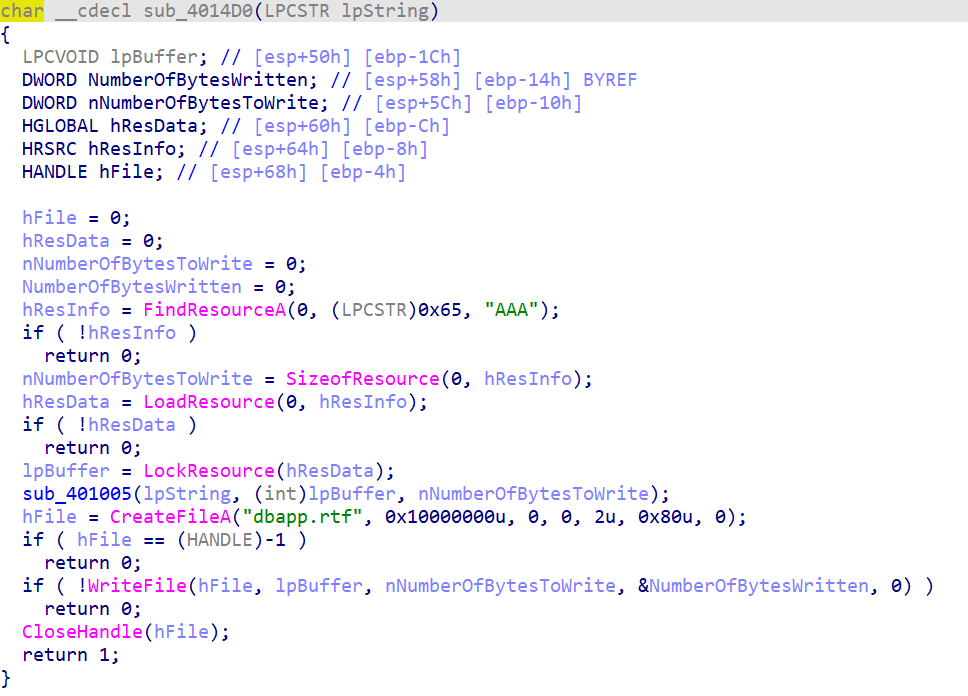 char __cdecl sub_4014D0(LPCSTR lpString)
{
  LPCVOID lpBuffer; // [esp+50h] [ebp-1Ch]
  DWORD NumberOfBytesWritten; // [esp+58h] [ebp-14h] BYREF
  DWORD nNumberOfBytesToWrite; // [esp+5Ch] [ebp-10h]
  HGLOBAL hResData; // [esp+60h] [ebp-Ch]
  HRSRC hResInfo; // [esp+64h] [ebp-8h]
  HANDLE hFile; // [esp+68h] [ebp-4h]

  hFile = 0;
  hResData = 0;
  nNumberOfBytesToWrite = 0;
  NumberOfBytesWritten = 0;
  hResInfo = FindResourceA(0, (LPCSTR)0x65, "AAA");
  if ( !hResInfo )
    return 0;
  nNumberOfBytesToWrite = SizeofResource(0, hResInfo);
  hResData = LoadResource(0, hResInfo);
  if ( !hResData )
    return 0;
  lpBuffer = LockResource(hResData);
  sub_401005(lpString, (int)lpBuffer, nNumberOfBytesToWrite);
  hFile = CreateFileA("dbapp.rtf", 0x10000000u, 0, 0, 2u, 0x80u, 0);
  if ( hFile == (HANDLE)-1 )
    return 0;
  if ( !WriteFile(hFile, lpBuffer, nNumberOfBytesToWrite, &NumberOfBytesWritten, 0) )
    return 0;
  CloseHandle(hFile);
  return 1;
}